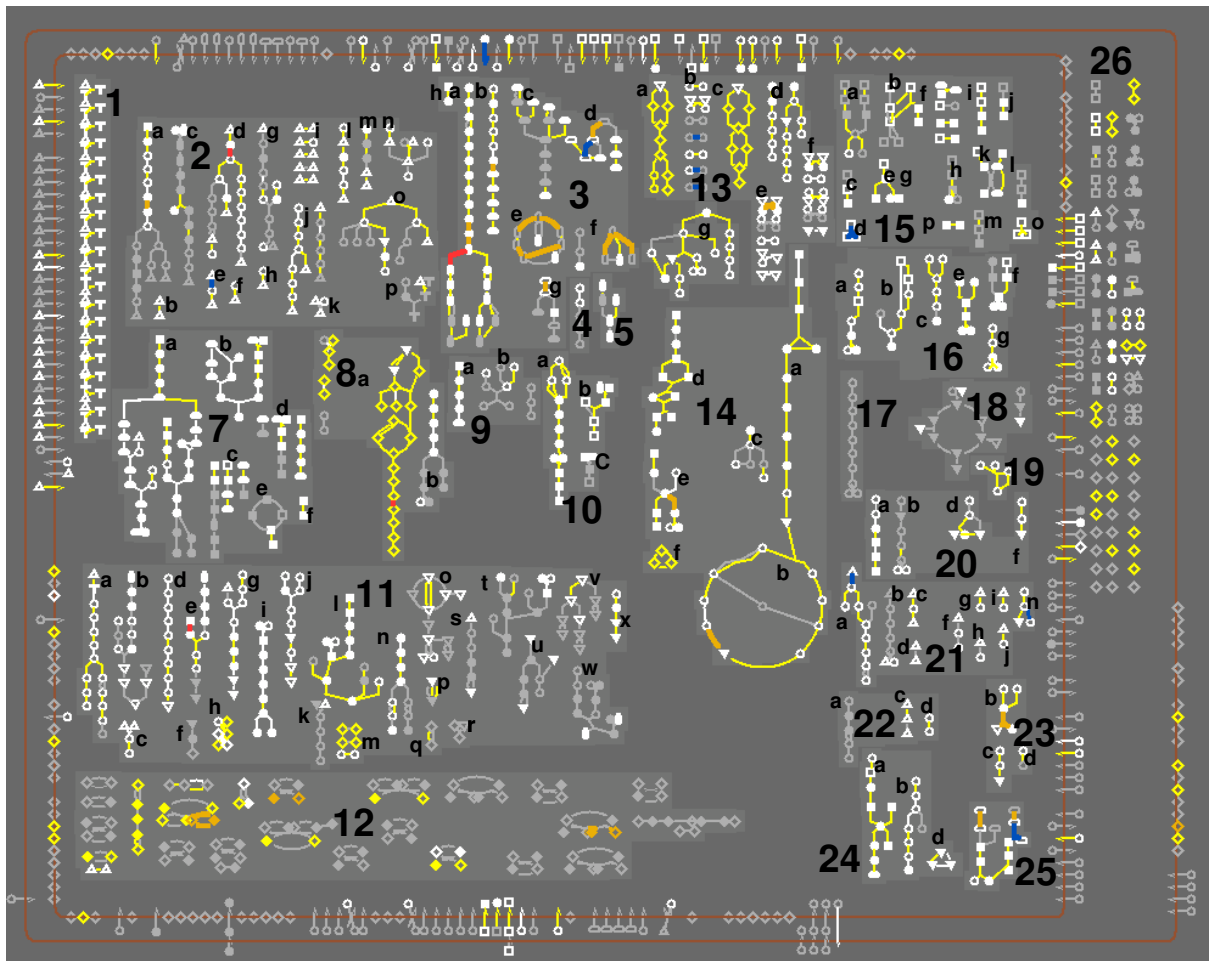 26
1
a c d g i l m n
2
j
o
e f h
b k
p
h a b c
d
3
e f
g
4 5
a b c d
13
f
e
g
a b f i j
c e g h k l
d 15 p m o
a b c e f
16 g
a b
7
c d
e f
8 a
b
a b
9
a b
10 C
a
d
14
c
e
f
b
17 18
19
a b d
20 f
a b c g i n
d f h j
21
a b d e g i j
11
l n o
t v
s x
u
w
k p
h
c f m q r
12
a c d
22
b
23
c d
a b
24 d
25